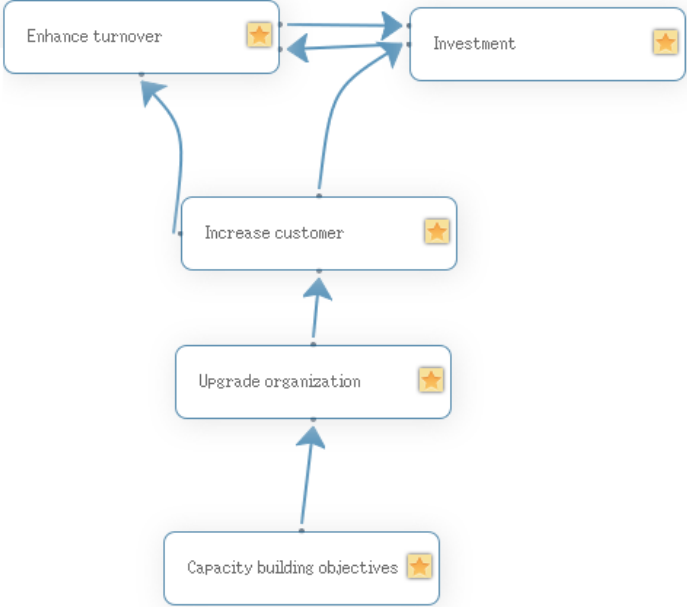 Enhance turnover
Investment
Increase customer
Upgrade organization
Capacity building objectives